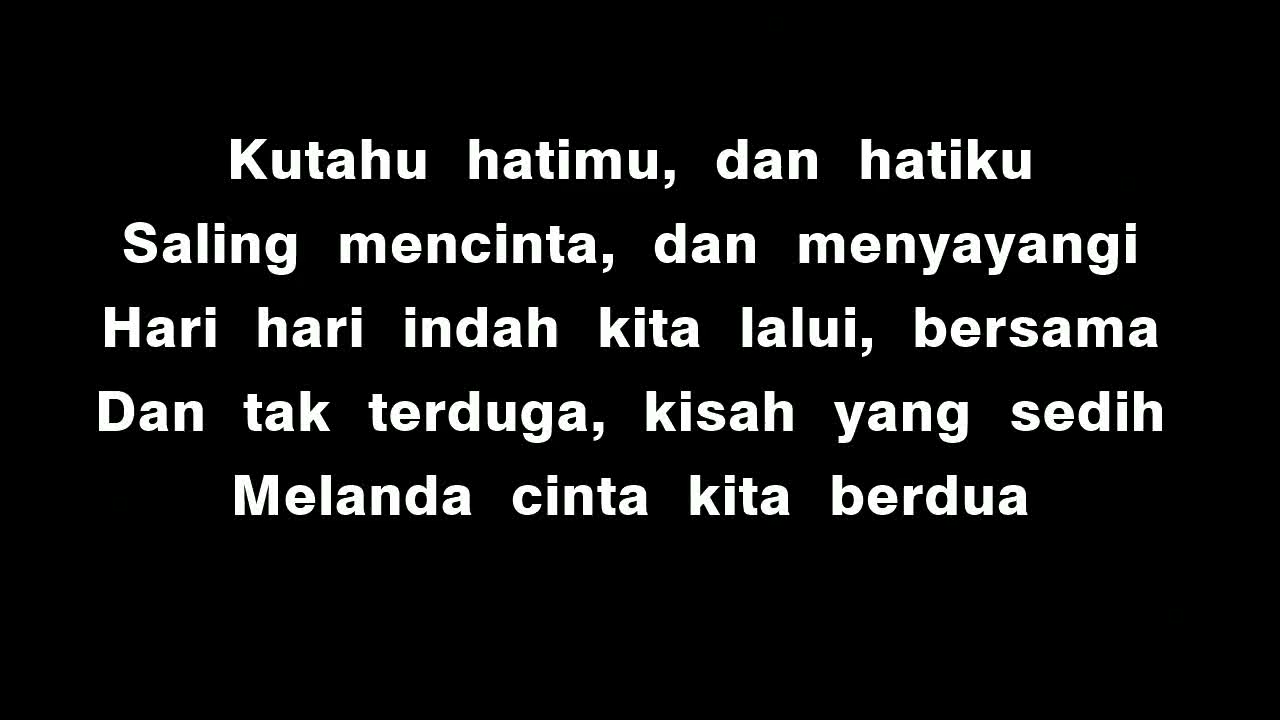 Kutahu hatimu, dan hatiku
Saling mencinta, dan menyayangi
Hari hari indah kita lalui, bersama
Dan tak terduga, kisah yang sedih
Melanda cinta kita berdua